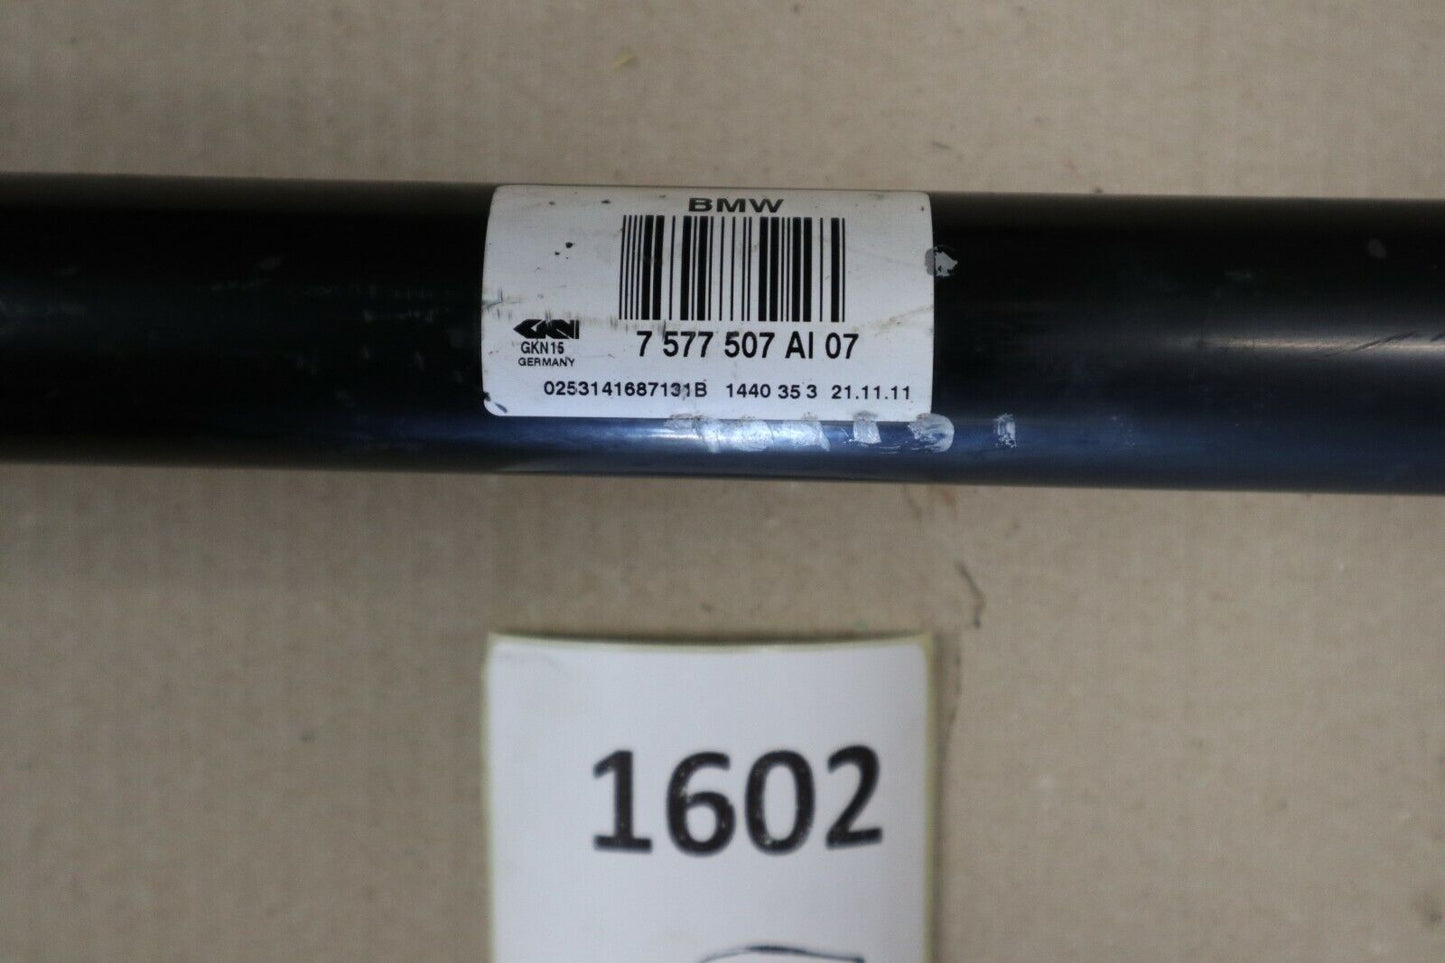 BMW
GKN
GKN15
GERMANY
7 577 507 AI 07
0253141687131B 1440 35 3 21.11.11
1602